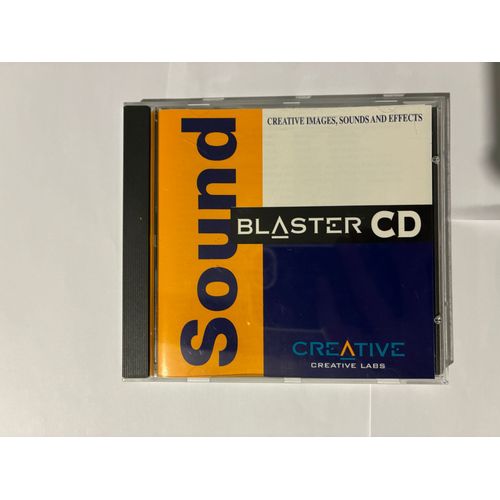 CREATIVE IMAGES, SOUNDS AND EFFECTS
Sound
BLASTER CD
CREATIVE
CREATIVE LABS